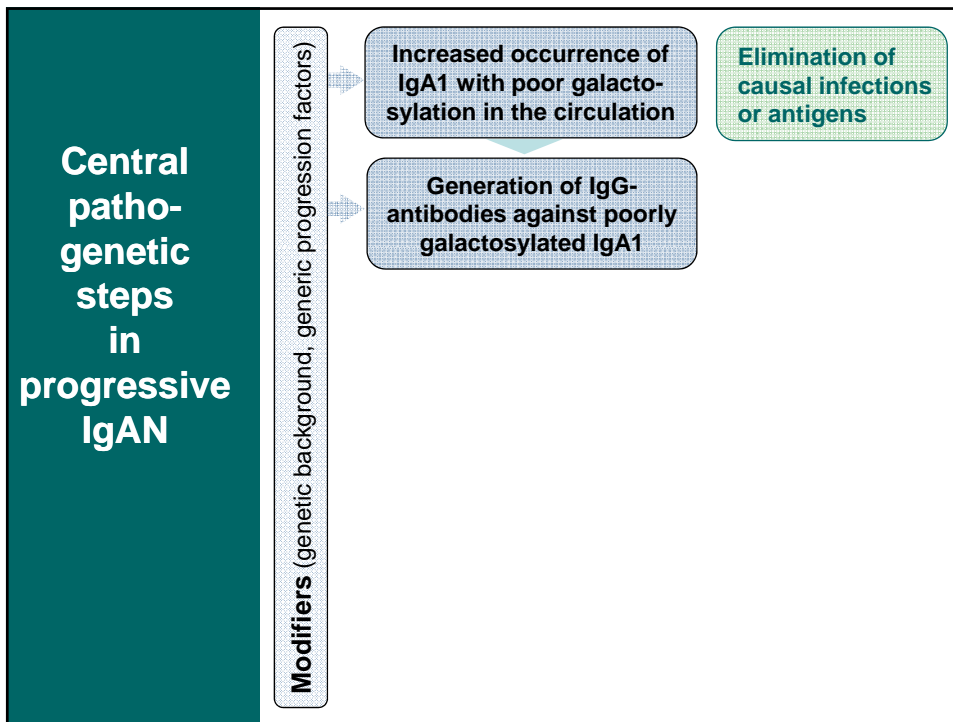 Central
patho-
genetic
steps
in
progressive
IgAN
Modifiers (genetic background, generic progression factors)
Increased occurrence of
IgA1 with poor galacto-
sylation in the circulation
Elimination of
causal infections
or antigens
Generation of IgG-
antibodies against poorly
galactosylated IgA1